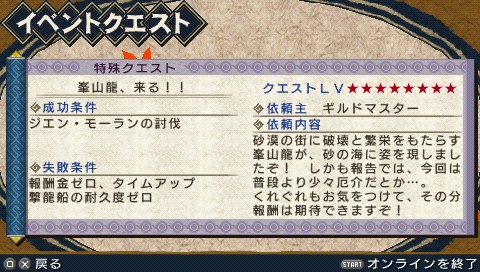 イベントクエスト
特殊クエスト
峯山龍、来る！！
クエストLV★★★★★★★★
成功条件
ジエン・モーランの討伐
失敗条件
報酬金ゼロ、タイムアップ
撃龍船の耐久度ゼロ
依頼主 ギルドマスター
依頼内容
砂漠の街に破壊と繁栄をもたらす
峯山龍が、砂の海に姿を現しまし
たぞ！　しかも報告では、今回は
普段より少々厄介だとか…。
くれぐれもお気をつけて、その分
報酬は期待できますぞ！
戻る
START オンラインを終了